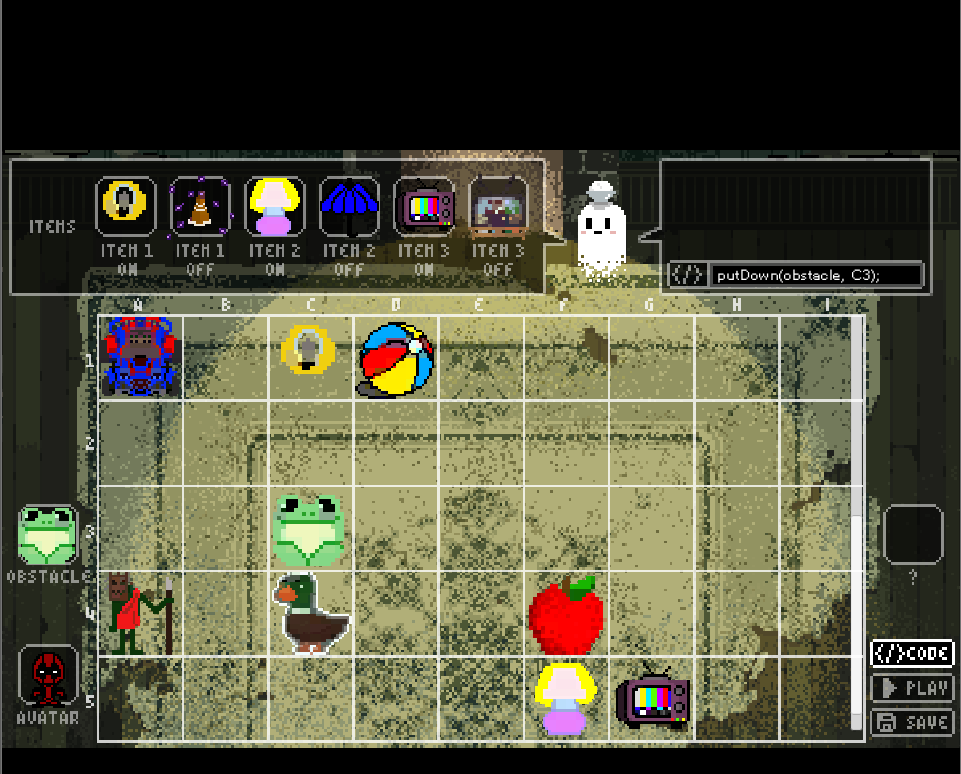 ITEMS
ITEM 1 ON
ITEM 1 OFF
ITEM 2 ON
ITEM 2 OFF
ITEM 3 ON
ITEM 3 OFF
</> putDown(obstacle, C3);
A B C D E F G H I
1
2
3
4
5
OBSTACLE
?
AVATAR
</>CODE
PLAY
SAVE